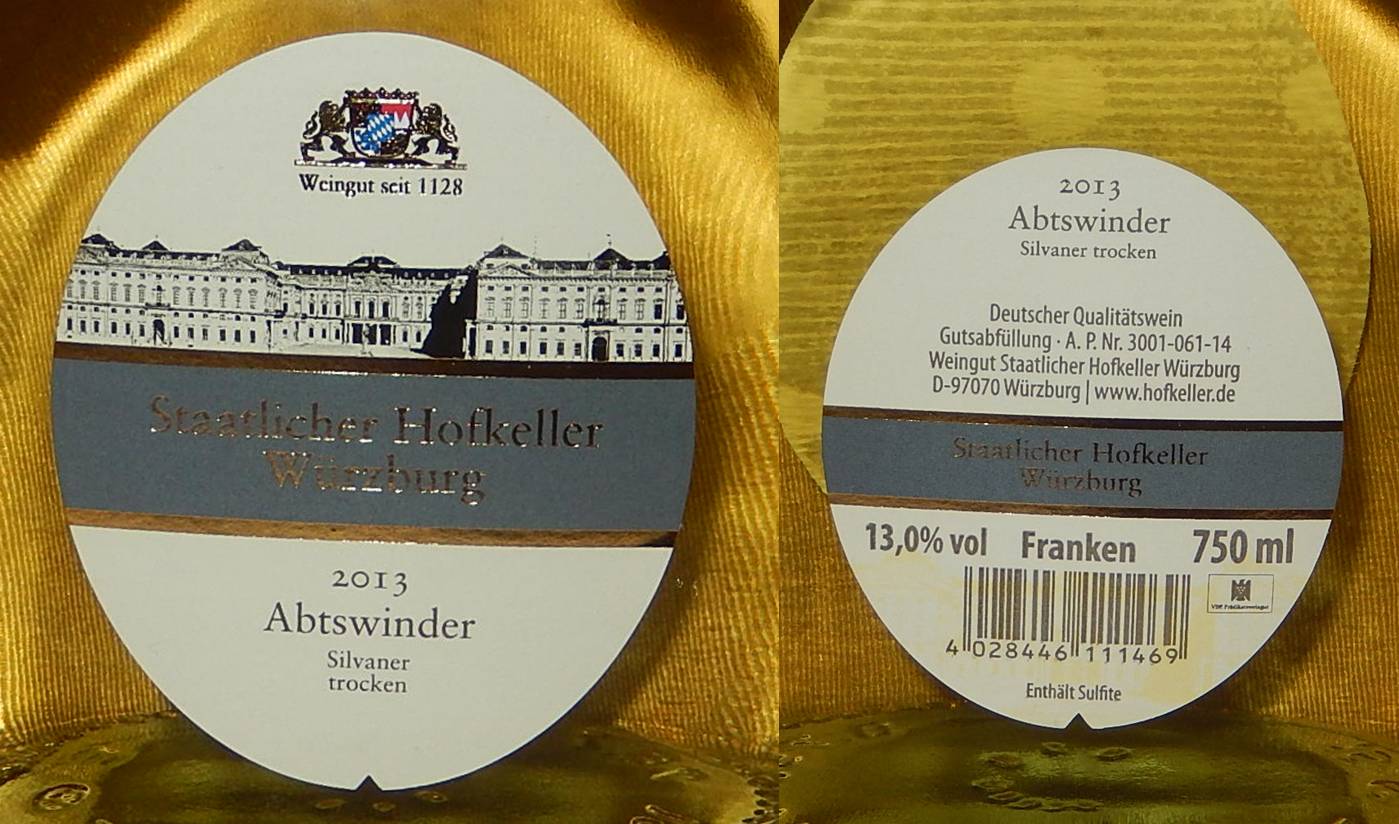 Weingut seit 1128
Staatlicher Hofkeller
Würzburg
2013
Abtswinder
Silvaner
trocken
2013
Abtswinder
Silvaner trocken
Deutscher Qualitätswein
Gutsabfüllung · A. P. Nr. 3001-061-14
Weingut Staatlicher Hofkeller Würzburg
D-97070 Würzburg | www.hofkeller.de
Staatlicher Hofkeller
Würzburg
13,0% vol Franken 750 ml
VDP. Prädikatsweingut
4 028446 111469
Enthält Sulfite